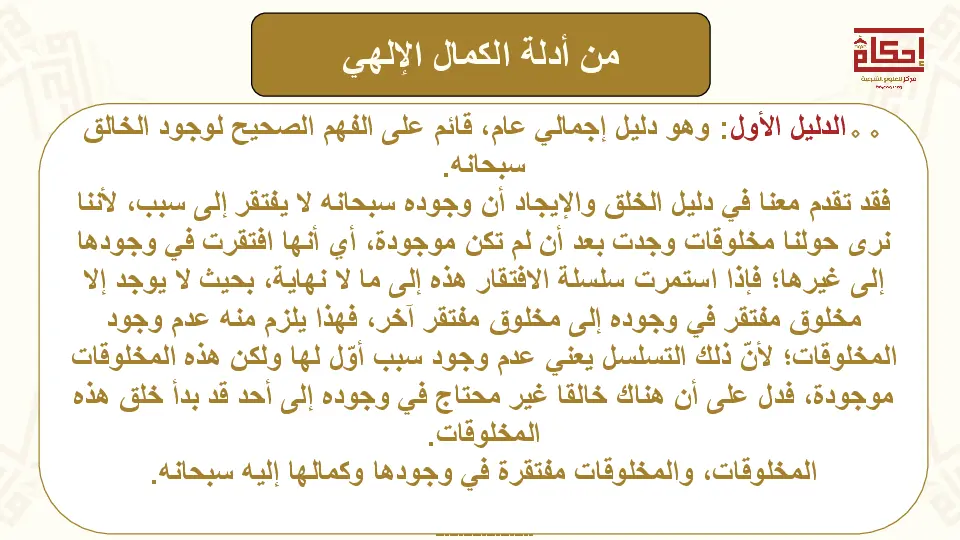 من أدلة الكمال الإلهي
إحكام
مركز للعلوم الشرعية
الدليل الأول: وهو دليل إجمالي عام، قائم على الفهم الصحيح لوجود الخالق
سبحانه.
فقد تقدم معنا في دليل الخلق والإيجاد أن وجوده سبحانه لا يفتقر إلى سبب، لأننا
نرى حولنا مخلوقات وجدت بعد أن لم تكن موجودة، أي أنها افتقرت في وجودها
إلى غيرها؛ فإذا استمرت سلسلة الافتقار هذه إلى ما لا نهاية، بحيث لا يوجد إلا
مخلوق مفتقر في وجوده إلى مخلوق مفتقر آخر، فهذا يلزم منه عدم وجود
المخلوقات؛ لأنّ ذلك التسلسل يعني عدم وجود سبب أوّل لها ولكن هذه المخلوقات
موجودة، فدل على أن هناك خالقا غير محتاج في وجوده إلى أحد قد بدأ خلق هذه
المخلوقات.
المخلوقات، والمخلوقات مفتقرة في وجودها وكمالها إليه سبحانه.